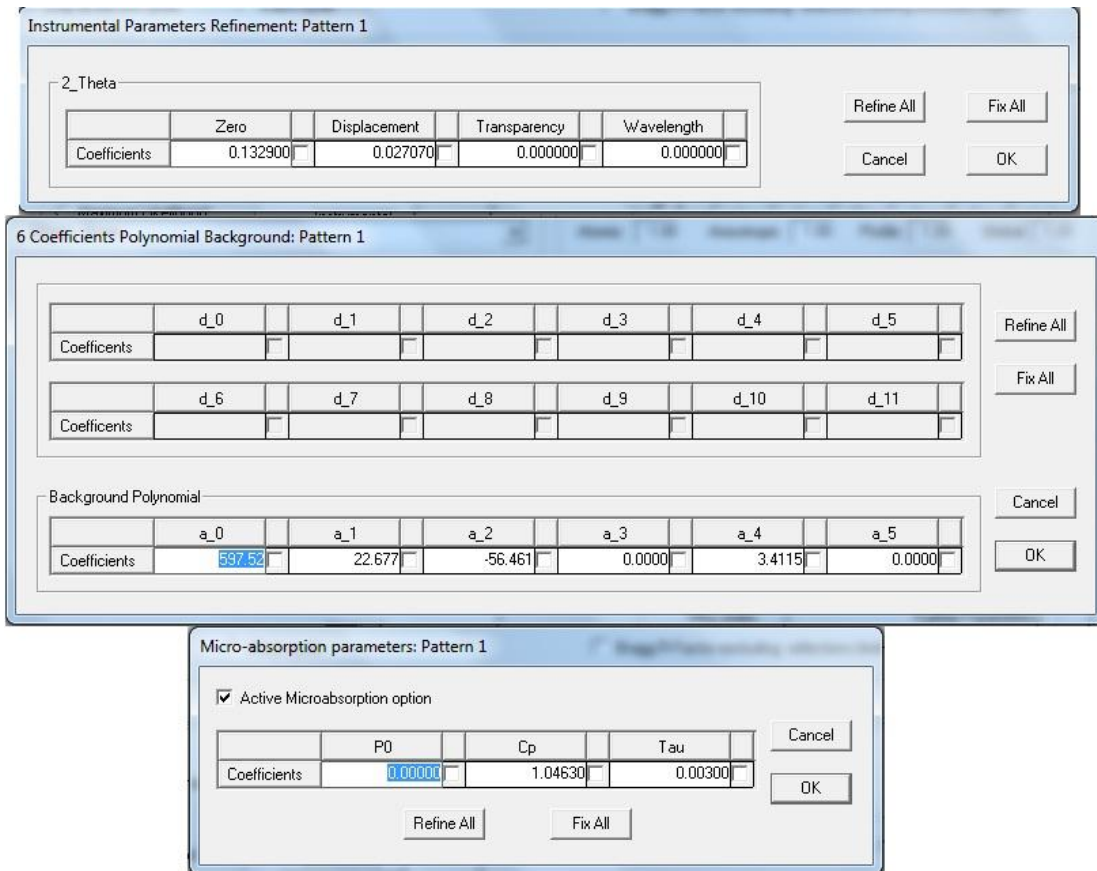 Instrumental Parameters Refinement: Pattern 1
2_Theta
Zero Displacement Transparency Wavelength
Coefficients 0.132900 0.027070 0.000000 0.000000
Refine All Fix All
Cancel OK
6 Coefficients Polynomial Background: Pattern 1
d_0 d_1 d_2 d_3 d_4 d_5
Coefficents
d_6 d_7 d_8 d_9 d_10 d_11
Coefficents
Refine All
Fix All
Background Polynomial
a_0 a_1 a_2 a_3 a_4 a_5
Coefficients 597.52 22.677 -56.461 0.0000 3.4115 0.0000
Cancel
OK
Micro-absorption parameters: Pattern 1
Active Microabsorption option
P0 Cp Tau
Coefficients 0.00000 1.04630 0.00300
Cancel
OK
Refine All Fix All